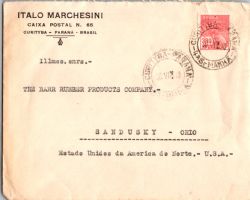 ITALO MARCHESINI
CAIXA POSTAL N. 65
CURITYBA - PARANÁ - BRASIL
Illmos. snrs.-
THE BARR RUBBER PRODUCTS COMPANY.-
SANDUSKY - OHIO
Estados Unidos da America do Norte. - U.S.A.-